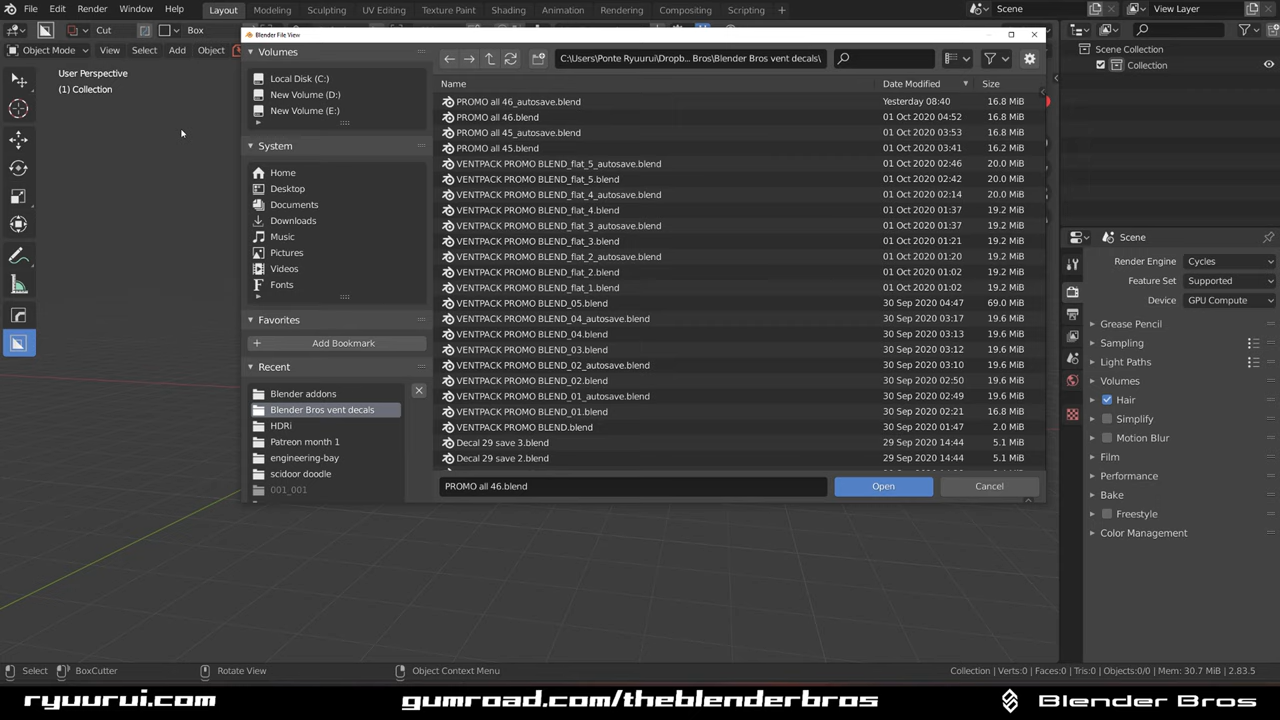 File Edit Render Window Help Layout Modeling Sculpting UV Editing Texture Paint Shading Animation Rendering Compositing Scripting Scene View Layer
Cut Box
Object Mode View Select Add Object
User Perspective
(1) Collection
Blender File View
Volumes
Local Disk (C:)
New Volume (D:)
New Volume (E:)
System
Home
Desktop
Documents
Downloads
Music
Pictures
Videos
Fonts
Favorites
Add Bookmark
Recent
Blender addons
Blender Bros vent decals
HDRi
Patreon month 1
engineering-bay
scidoor doodle
001_001
C:\Users\Ponte Ryuurui\Dropb... Bros\Blender Bros vent decals\
Name Date Modified Size
PROMO all 46_autosave.blend Yesterday 08:40 16.8 MiB
PROMO all 46.blend 01 Oct 2020 04:52 16.8 MiB
PROMO all 45_autosave.blend 01 Oct 2020 03:53 16.8 MiB
PROMO all 45.blend 01 Oct 2020 03:41 16.2 MiB
VENTPACK PROMO BLEND_flat_5_autosave.blend 01 Oct 2020 02:46 20.0 MiB
VENTPACK PROMO BLEND_flat_5.blend 01 Oct 2020 02:42 20.0 MiB
VENTPACK PROMO BLEND_flat_4_autosave.blend 01 Oct 2020 02:14 20.0 MiB
VENTPACK PROMO BLEND_flat_4.blend 01 Oct 2020 01:37 19.2 MiB
VENTPACK PROMO BLEND_flat_3_autosave.blend 01 Oct 2020 01:37 19.2 MiB
VENTPACK PROMO BLEND_flat_3.blend 01 Oct 2020 01:21 19.2 MiB
VENTPACK PROMO BLEND_flat_2_autosave.blend 01 Oct 2020 01:20 19.2 MiB
VENTPACK PROMO BLEND_flat_2.blend 01 Oct 2020 01:02 19.2 MiB
VENTPACK PROMO BLEND_flat_1.blend 01 Oct 2020 01:02 19.2 MiB
VENTPACK PROMO BLEND_05.blend 30 Sep 2020 04:47 69.0 MiB
VENTPACK PROMO BLEND_04_autosave.blend 30 Sep 2020 03:17 19.6 MiB
VENTPACK PROMO BLEND_04.blend 30 Sep 2020 03:13 19.6 MiB
VENTPACK PROMO BLEND_03.blend 30 Sep 2020 03:12 19.6 MiB
VENTPACK PROMO BLEND_02_autosave.blend 30 Sep 2020 03:10 19.6 MiB
VENTPACK PROMO BLEND_02.blend 30 Sep 2020 02:50 19.6 MiB
VENTPACK PROMO BLEND_01_autosave.blend 30 Sep 2020 02:49 19.6 MiB
VENTPACK PROMO BLEND_01.blend 30 Sep 2020 02:21 16.8 MiB
VENTPACK PROMO BLEND.blend 30 Sep 2020 01:47 2.0 MiB
Decal 29 save 3.blend 29 Sep 2020 14:44 5.1 MiB
Decal 29 save 2.blend 29 Sep 2020 14:44 5.1 MiB
PROMO all 46.blend Open Cancel
Scene Collection
Collection
Scene
Render Engine Cycles
Feature Set Supported
Device GPU Compute
Grease Pencil
Sampling
Light Paths
Volumes
Hair
Simplify
Motion Blur
Film
Performance
Bake
Freestyle
Color Management
Select BoxCutter Rotate View Object Context Menu Collection | Verts:0 | Faces:0 | Tris:0 | Objects:0/0 | Mem: 30.7 MiB | 2.83.5
ryuurui.com gumroad.com/theblenderbros Blender Bros